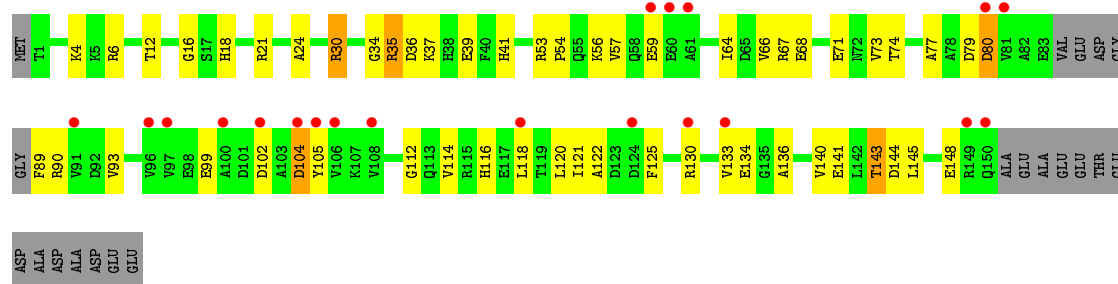 MET T1 K4 K5 R6 T12 G16 S17 H18 R21 A24 R30 G34 R35 D36 K37 H38 E39 F40 H41 R53 P54 Q55 K56 V57 Q58 E59 E60 A61 I64 D65 V66 R67 E68 E71 N72 V73 T74 A77 A78 D79 D80 V81 A82 E83 VAL GLU ASP GLY
GLY F89 R90 V91 D92 V93 V96 V97 E98 E99 A100 D101 D102 A103 D104 Y105 V106 K107 V108 G112 Q113 V114 R115 H116 E117 L118 T119 L120 I121 A122 D123 D124 F125 R130 V133 E134 G135 A136 V140 E141 L142 T143 D144 L145 E148 R149 Q150 ALA GLU ALA GLU GLU THR GLU
ASP ALA ASP ALA ASP GLU GLU